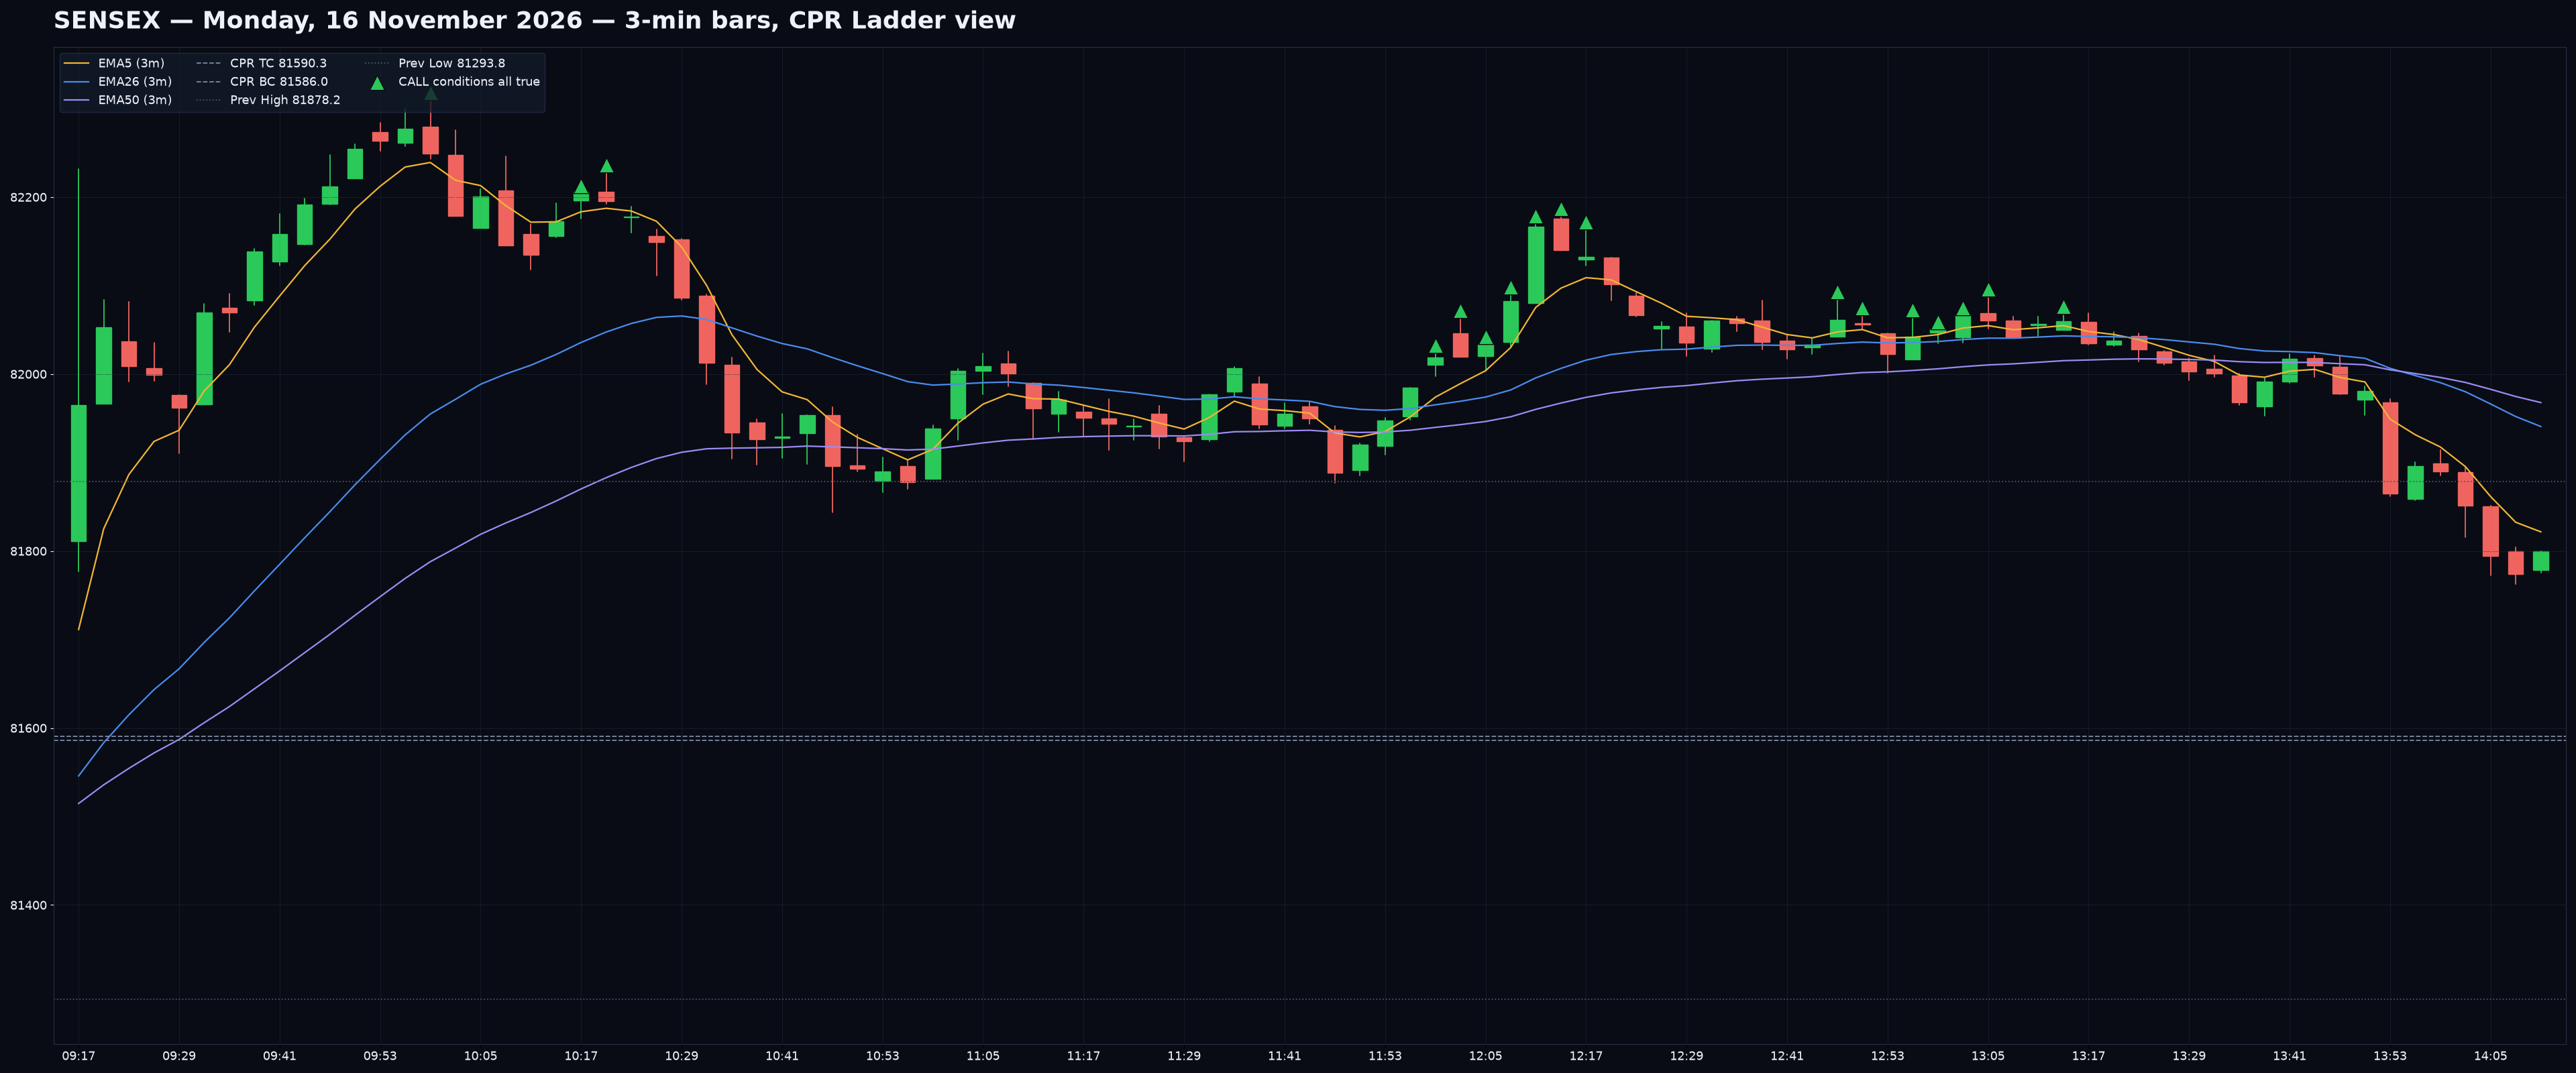 SENSEX — Monday, 16 November 2026 — 3-min bars, CPR Ladder view
EMA5 (3m)
EMA26 (3m)
EMA50 (3m)
CPR TC 81590.3
CPR BC 81586.0
Prev High 81878.2
Prev Low 81293.8
CALL conditions all true
82200
82000
81800
81600
81400
09:17 09:29 09:41 09:53 10:05 10:17 10:29 10:41 10:53 11:05 11:17 11:29 11:41 11:53 12:05 12:17 12:29 12:41 12:53 13:05 13:17 13:29 13:41 13:53 14:05